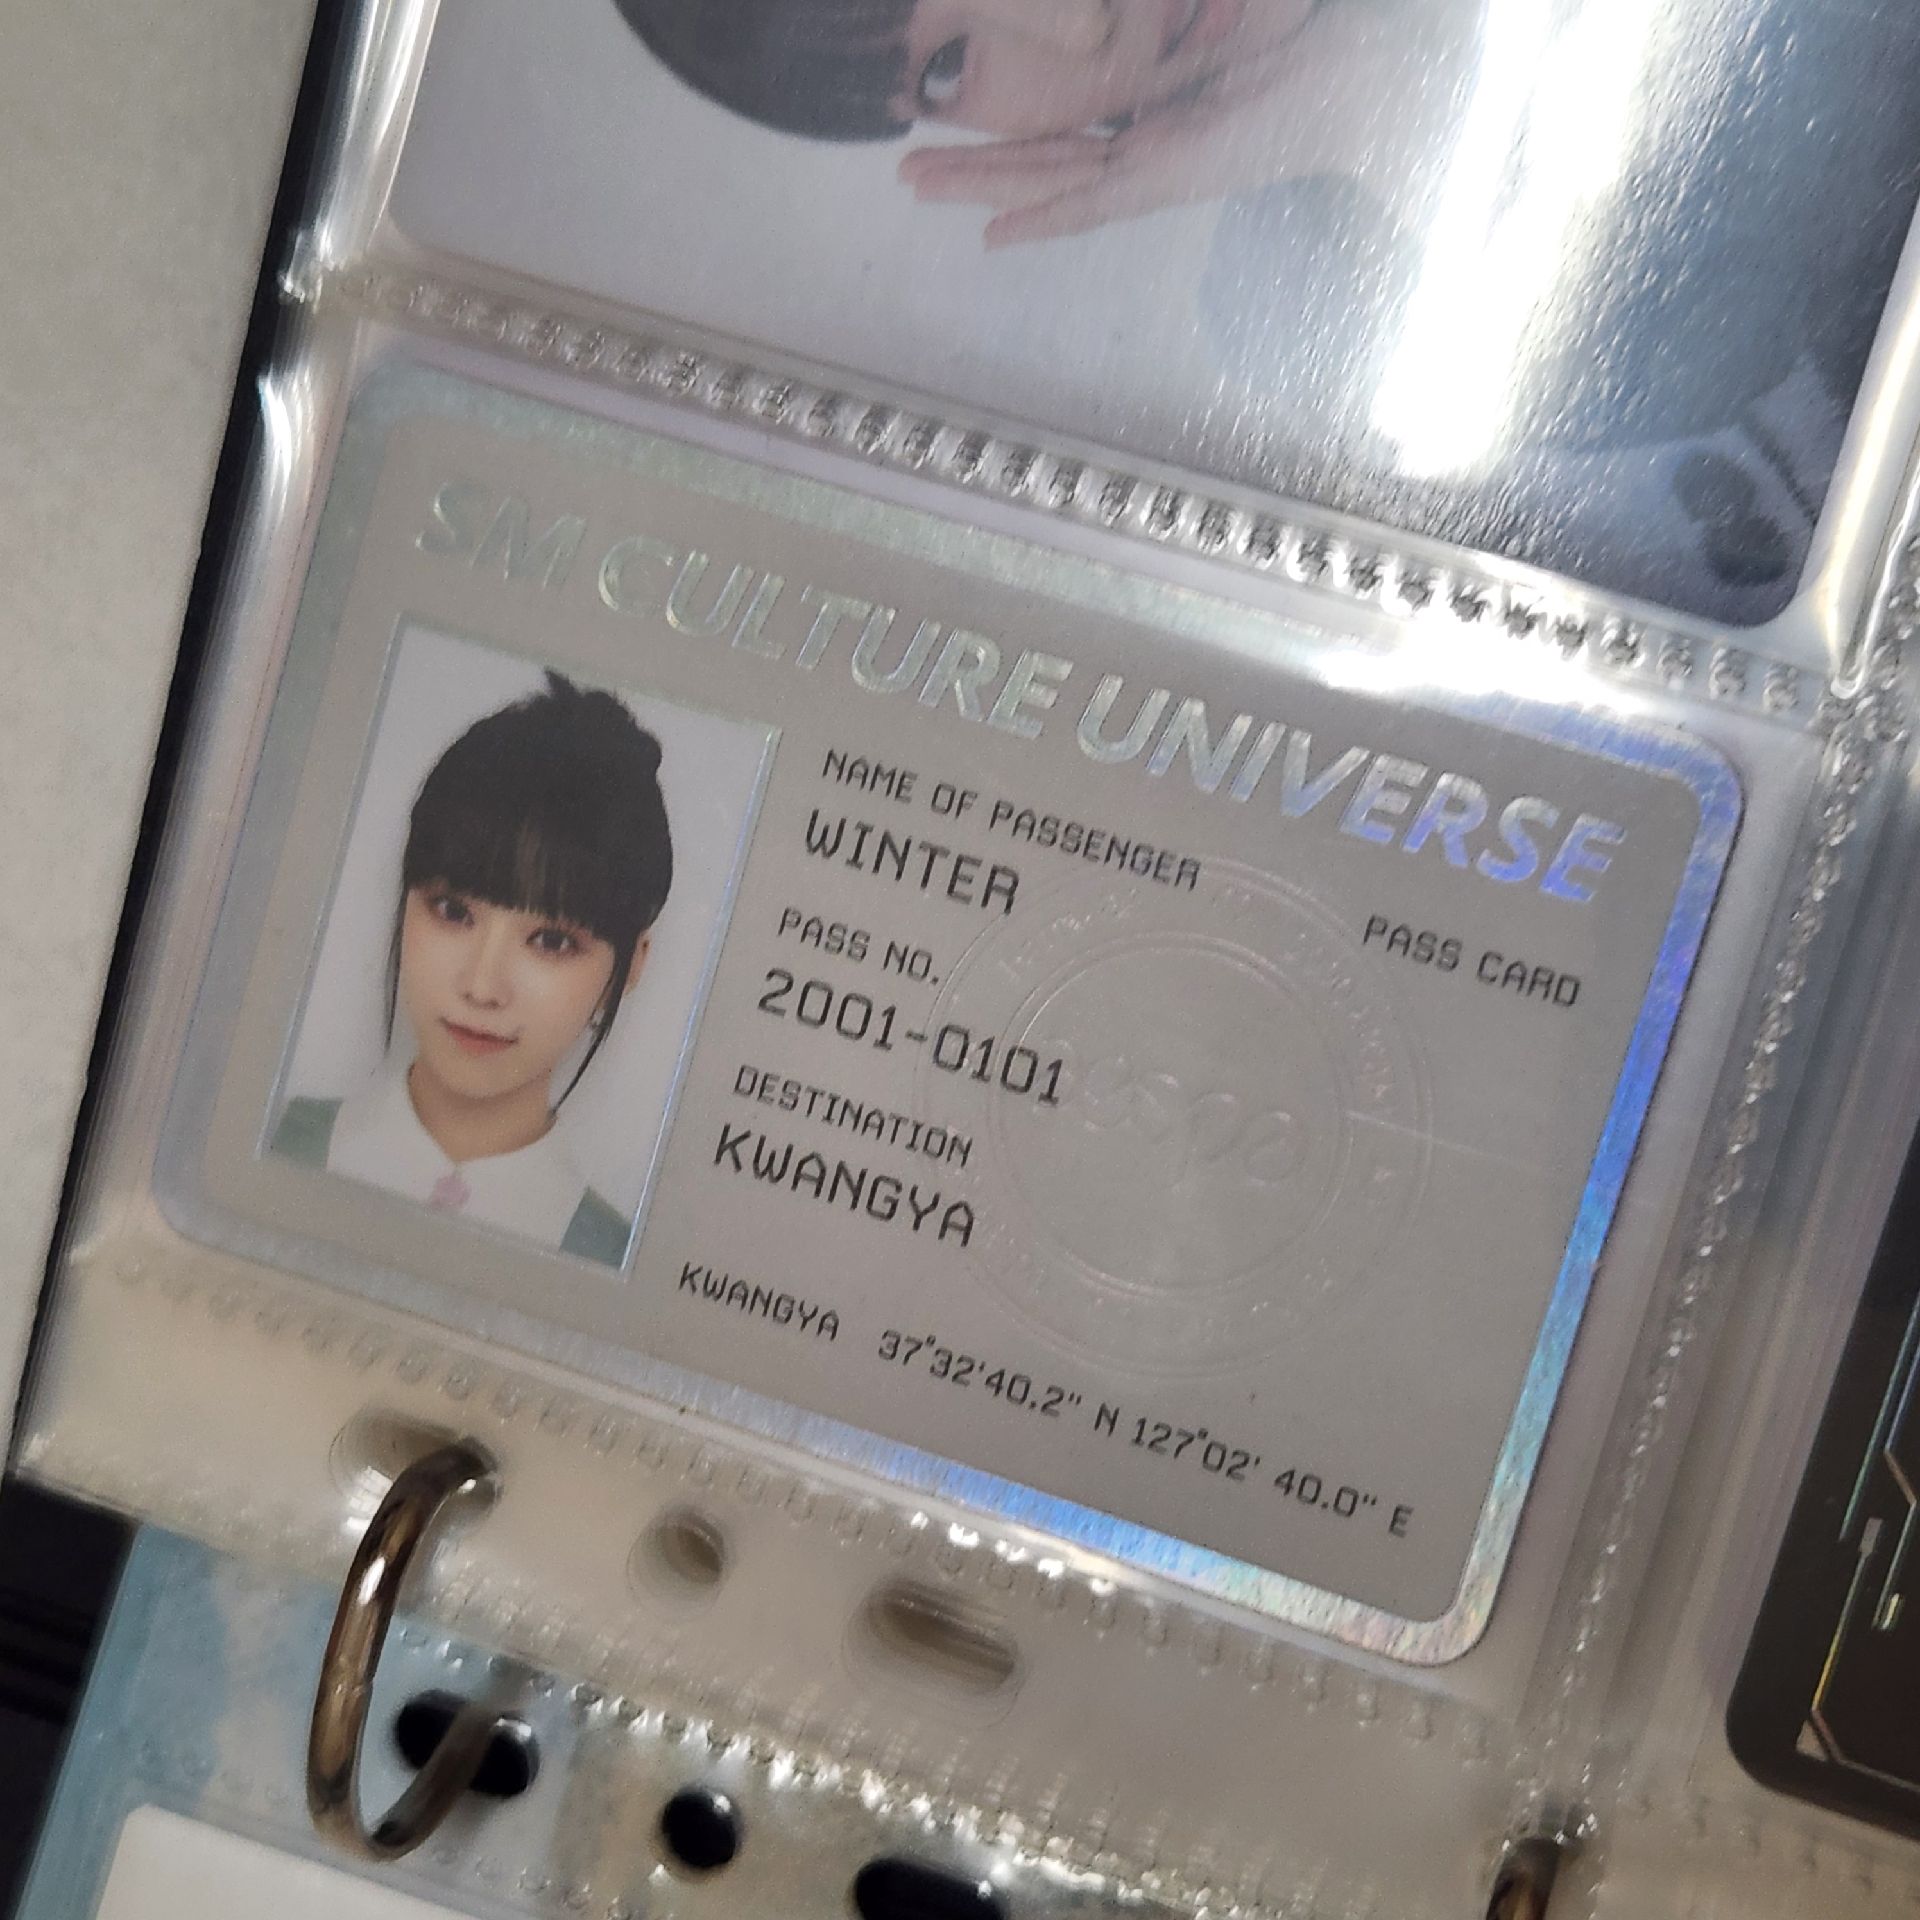 SM CULTURE UNIVERSE
NAME OF PASSENGER
WINTER
PASS CARD
PASS NO.
2001-0101
DESTINATION
KWANGYA
KWANGYA 37°32'40.2" N 127°02' 40.0" E